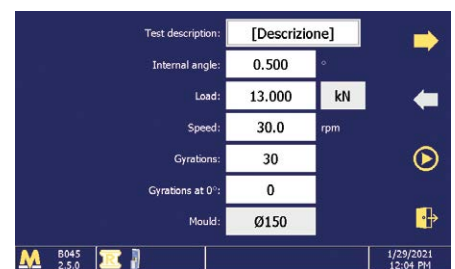 Test description: [Descrizione]
Internal angle: 0.500 °
Load: 13.000 kN
Speed: 30.0 rpm
Gyrations: 30
Gyrations at 0°: 0
Mould: Ø150
B045 1/29/2021
2.5.0 12:04 PM